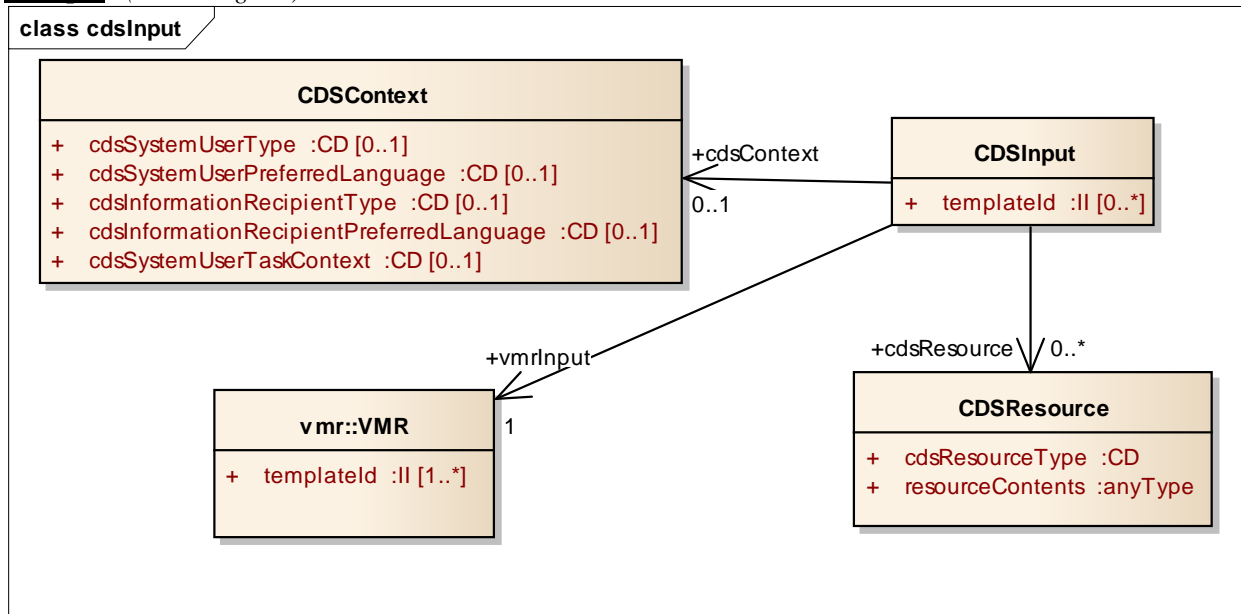 class cdsInput
CDSContext
+ cdsSystemUserType :CD [0..1]
+ cdsSystemUserPreferredLanguage :CD [0..1]
+ cdsInformationRecipientType :CD [0..1]
+ cdsInformationRecipientPreferredLanguage :CD [0..1]
+ cdsSystemUserTaskContext :CD [0..1]
+cdsContext
0..1
CDSInput
+ templateId :II [0..*]
+vmrInput
1
+cdsResource
0..*
vmr::VMR
+ templateId :II [1..*]
CDSResource
+ cdsResourceType :CD
+ resourceContents :anyType